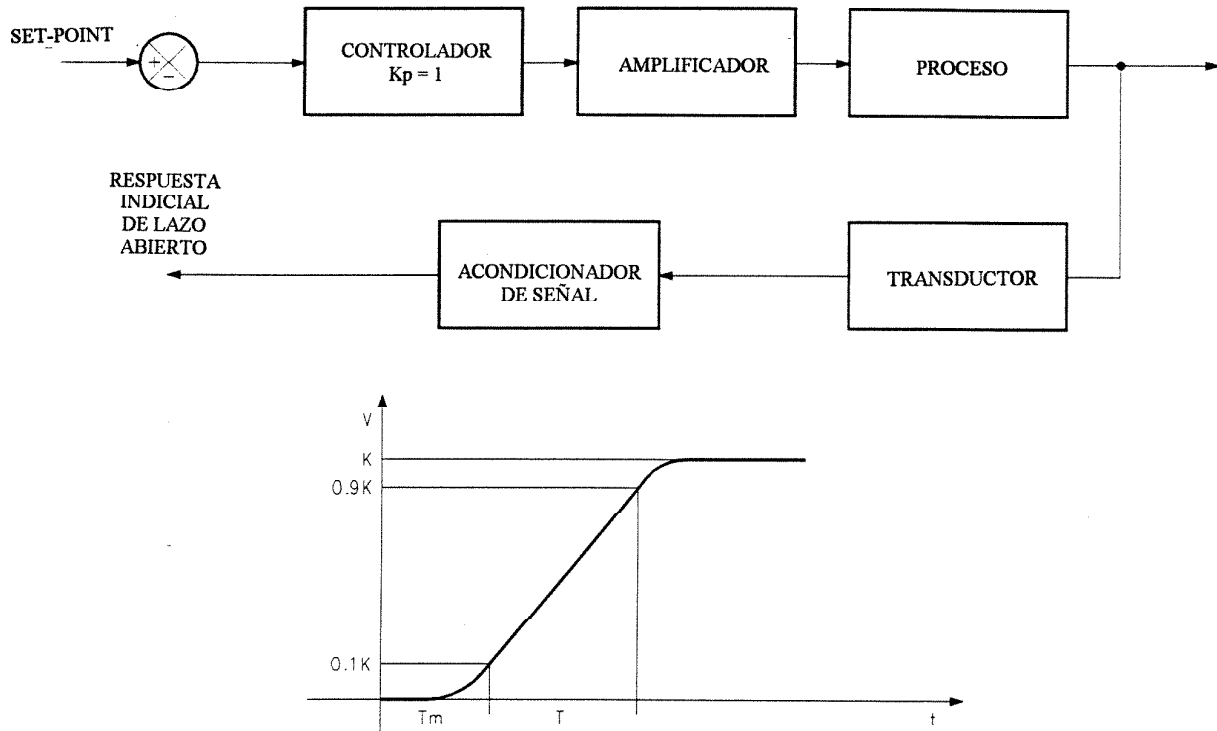 SET-POINT
+
−
CONTROLADOR
Kp = 1
AMPLIFICADOR
PROCESO
RESPUESTA
INDICIAL
DE LAZO
ABIERTO
ACONDICIONADOR
DE SEÑAL
TRANSDUCTOR
V
K
0.9K
0.1K
Tm
T
t